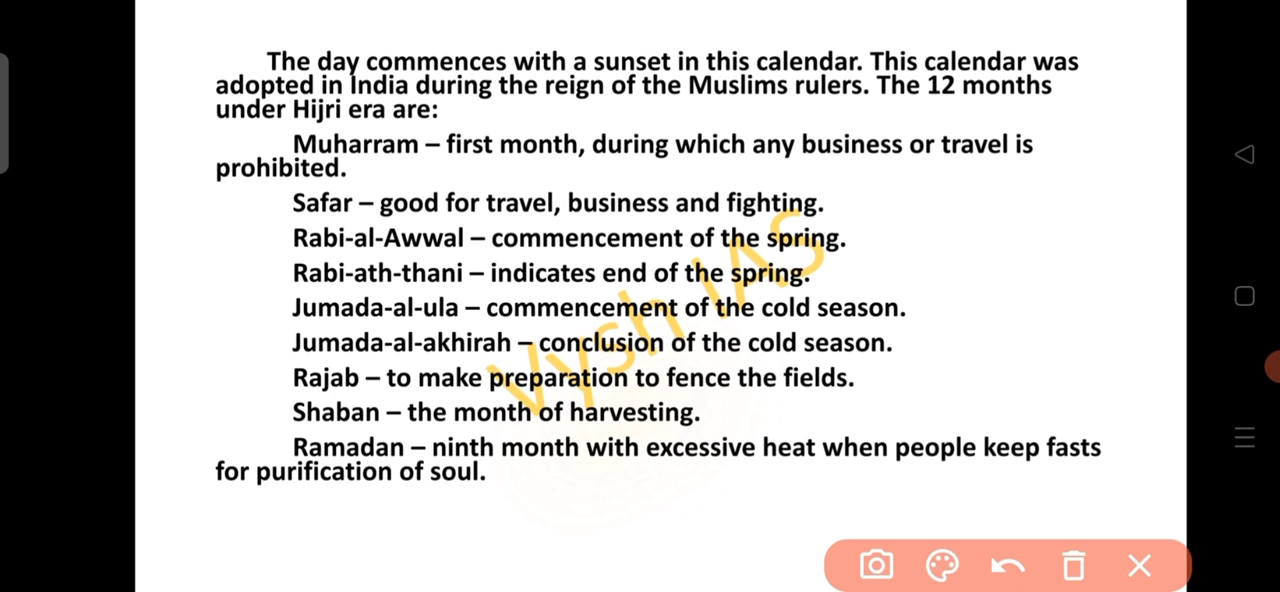 The day commences with a sunset in this calendar. This calendar was
adopted in India during the reign of the Muslims rulers. The 12 months
under Hijri era are:
Muharram – first month, during which any business or travel is
prohibited.
Safar – good for travel, business and fighting.
Rabi-al-Awwal – commencement of the spring.
Rabi-ath-thani – indicates end of the spring.
Jumada-al-ula – commencement of the cold season.
Jumada-al-akhirah – conclusion of the cold season.
Rajab – to make preparation to fence the fields.
Shaban – the month of harvesting.
Ramadan – ninth month with excessive heat when people keep fasts
for purification of soul.
Vysh IAS